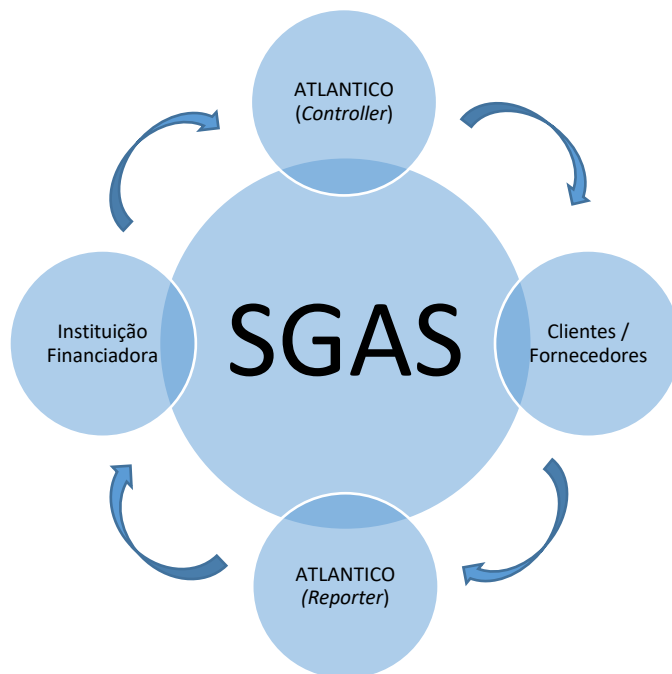 ATLANTICO
(Controller)
Instituição
Financiadora
SGAS
Clientes /
Fornecedores
ATLANTICO
(Reporter)